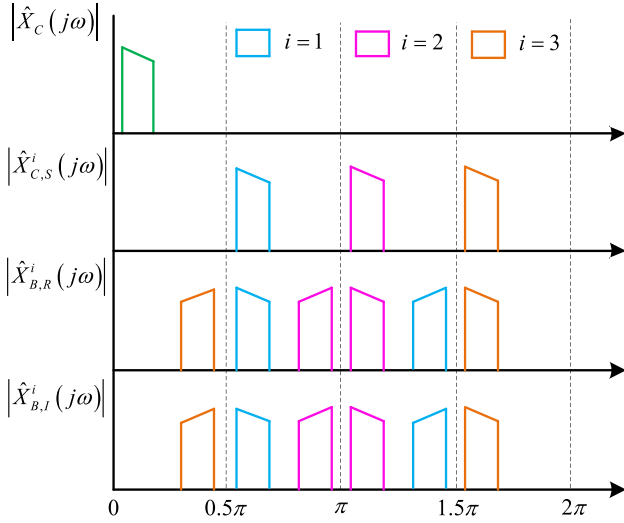 |X̂_C(jω)|
i = 1
i = 2
i = 3
|X̂^i_{C,S}(jω)|
|X̂^i_{B,R}(jω)|
|X̂^i_{B,I}(jω)|
0 0.5π π 1.5π 2π